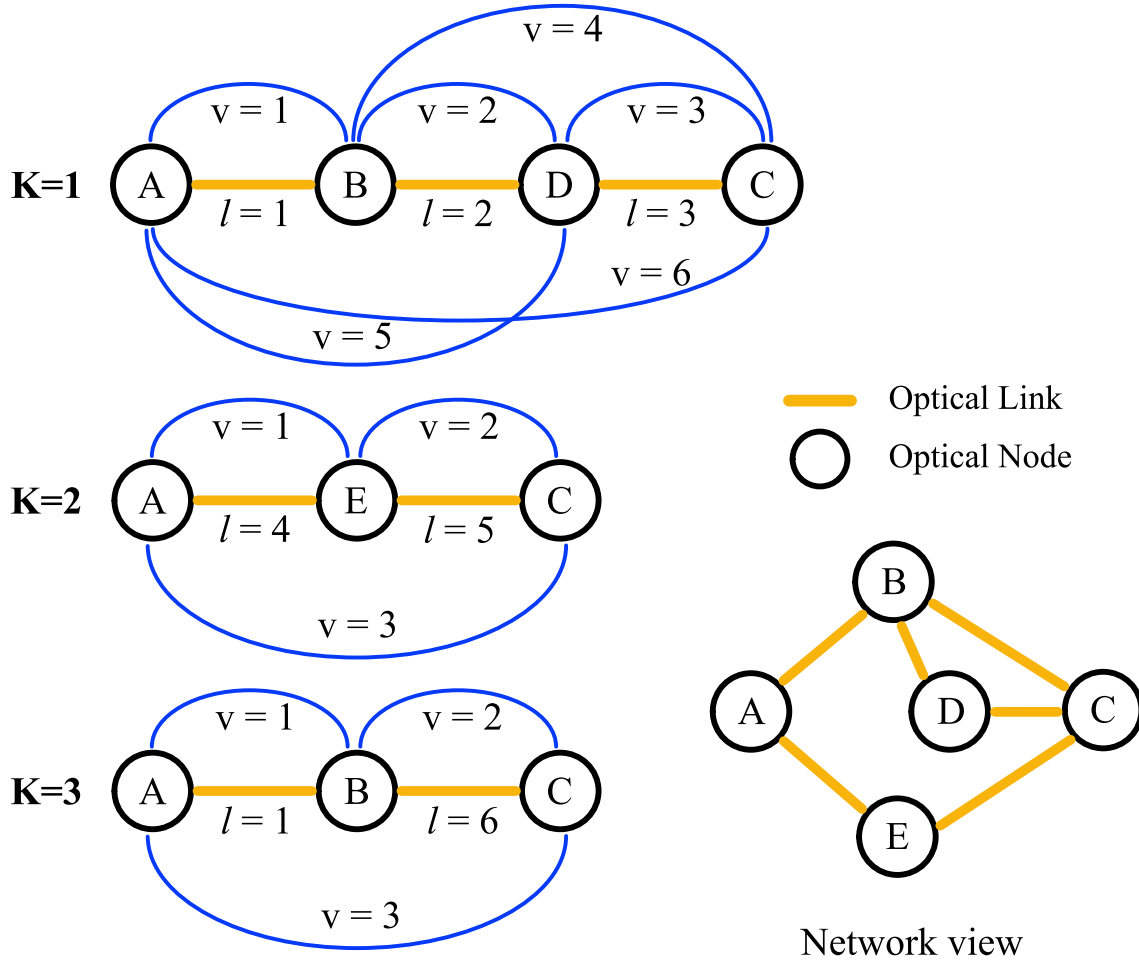 v = 4
v = 1
v = 2
v = 3
K=1
A
B
D
C
l = 1
l = 2
l = 3
v = 6
v = 5
v = 1
v = 2
K=2
A
E
C
l = 4
l = 5
v = 3
v = 1
v = 2
K=3
A
B
C
l = 1
l = 6
v = 3
Optical Link
Optical Node
B
A
D
C
E
Network view